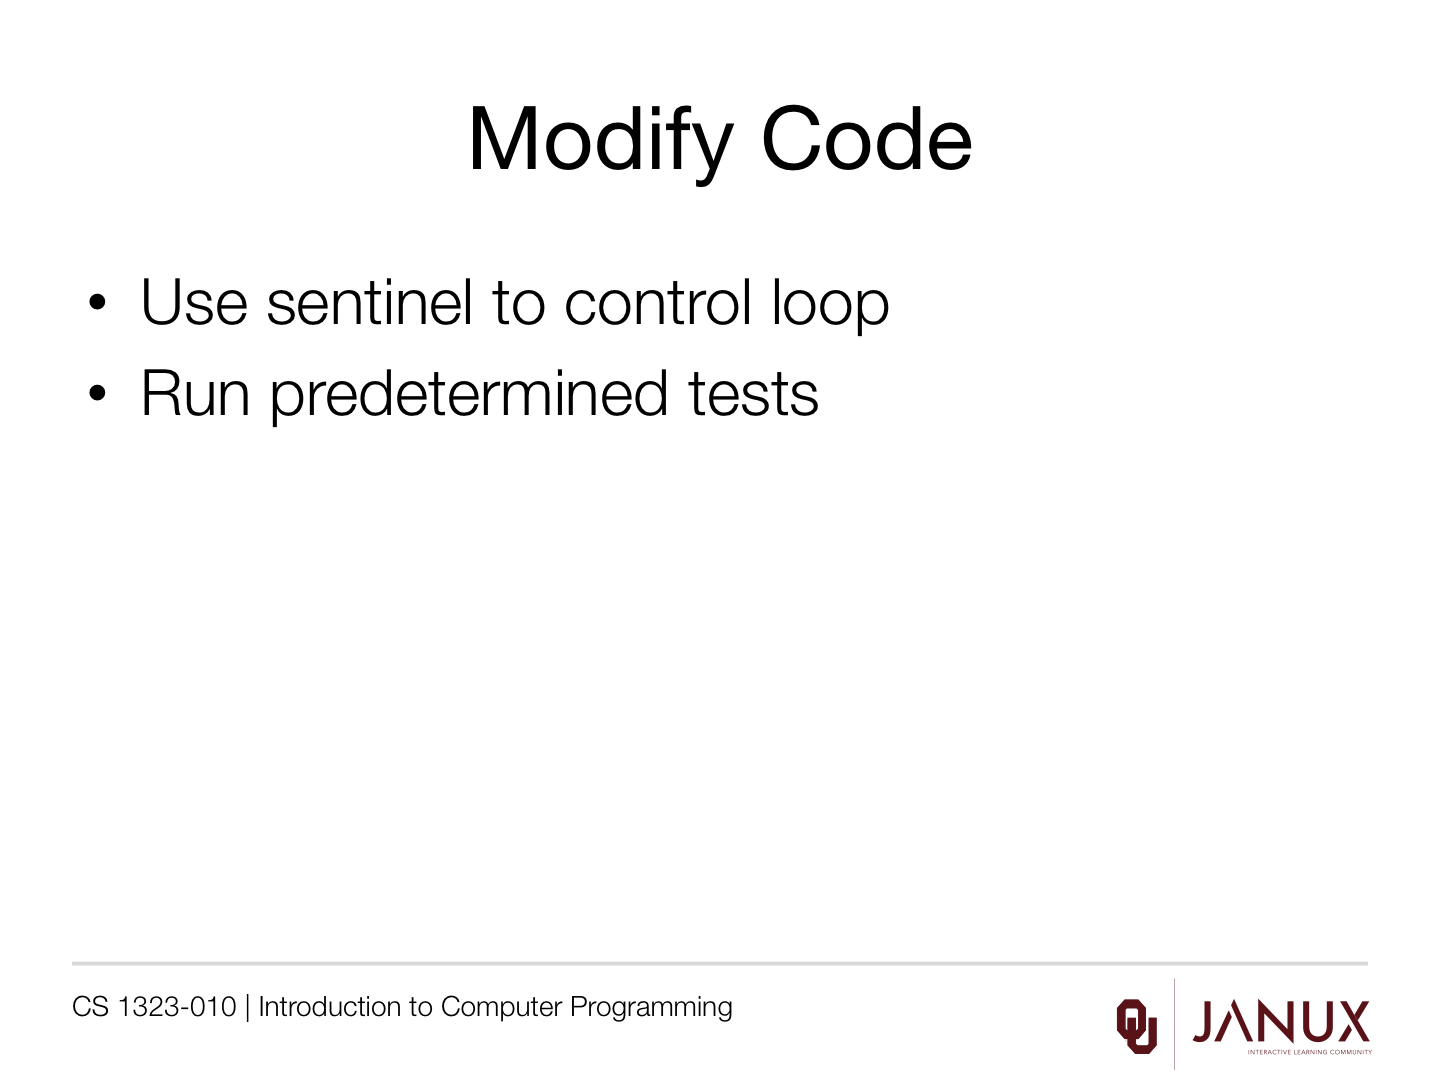 Modify Code
• Use sentinel to control loop
• Run predetermined tests
CS 1323-010 | Introduction to Computer Programming
OU
JANUX
INTERACTIVE LEARNING COMMUNITY